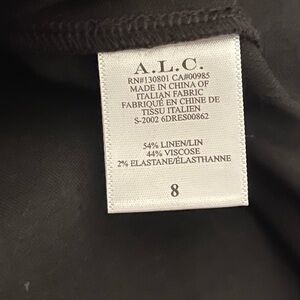 A.L.C.
RN#130801 CA#00985
MADE IN CHINA OF
ITALIAN FABRIC
FABRIQUÉ EN CHINE DE
TISSU ITALIEN
S-2002 6DRES00862
54% LINEN/LIN
44% VISCOSE
2% ELASTANE/ÉLASTHANNE
8